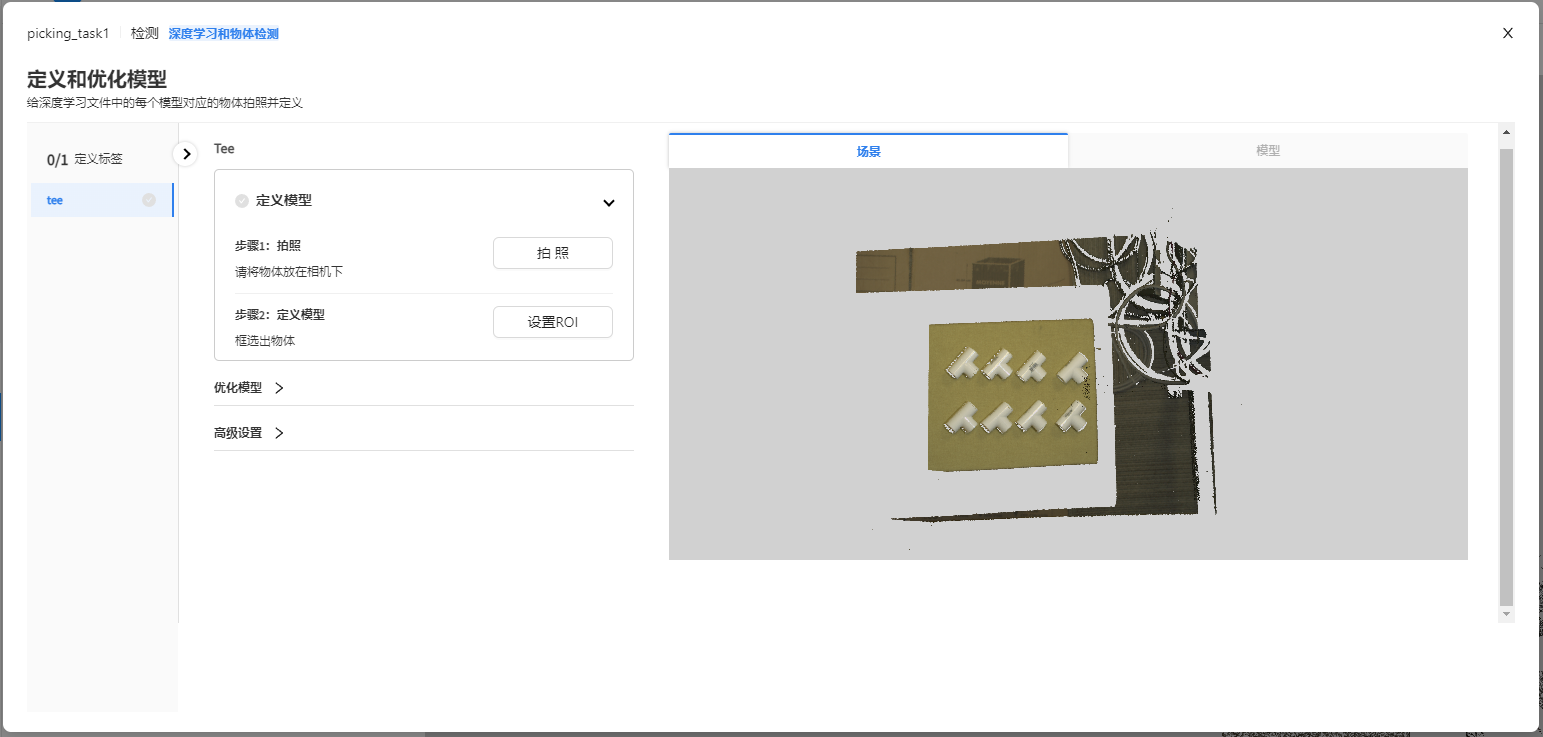 picking_task1 检测 深度学习和物体检测
定义和优化模型
给深度学习文件中的每个模型对应的物体拍照并定义
0/1 定义标签
tee
Tee
定义模型
步骤1：拍照
请将物体放在相机下
拍 照
步骤2：定义模型
框选出物体
设置ROI
优化模型
高级设置
场景
模型